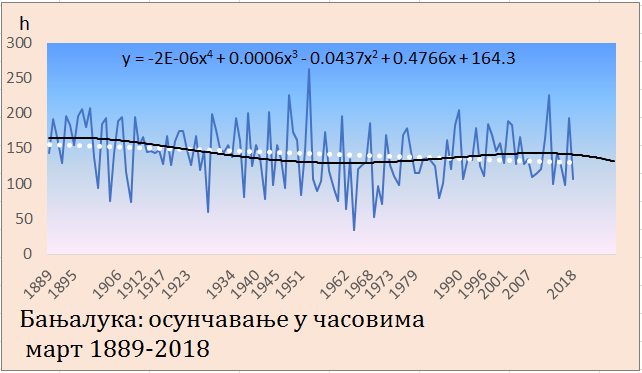 h
y = -2E-06x⁴ + 0.0006x³ - 0.0437x² + 0.4766x + 164.3
300
250
200
150
100
50
0
1889 1895 1906 1912 1917 1923 1934 1940 1945 1951 1962 1968 1973 1979 1990 1996 2001 2007 2018
Бањалука: осунчавање у часовима
март 1889-2018